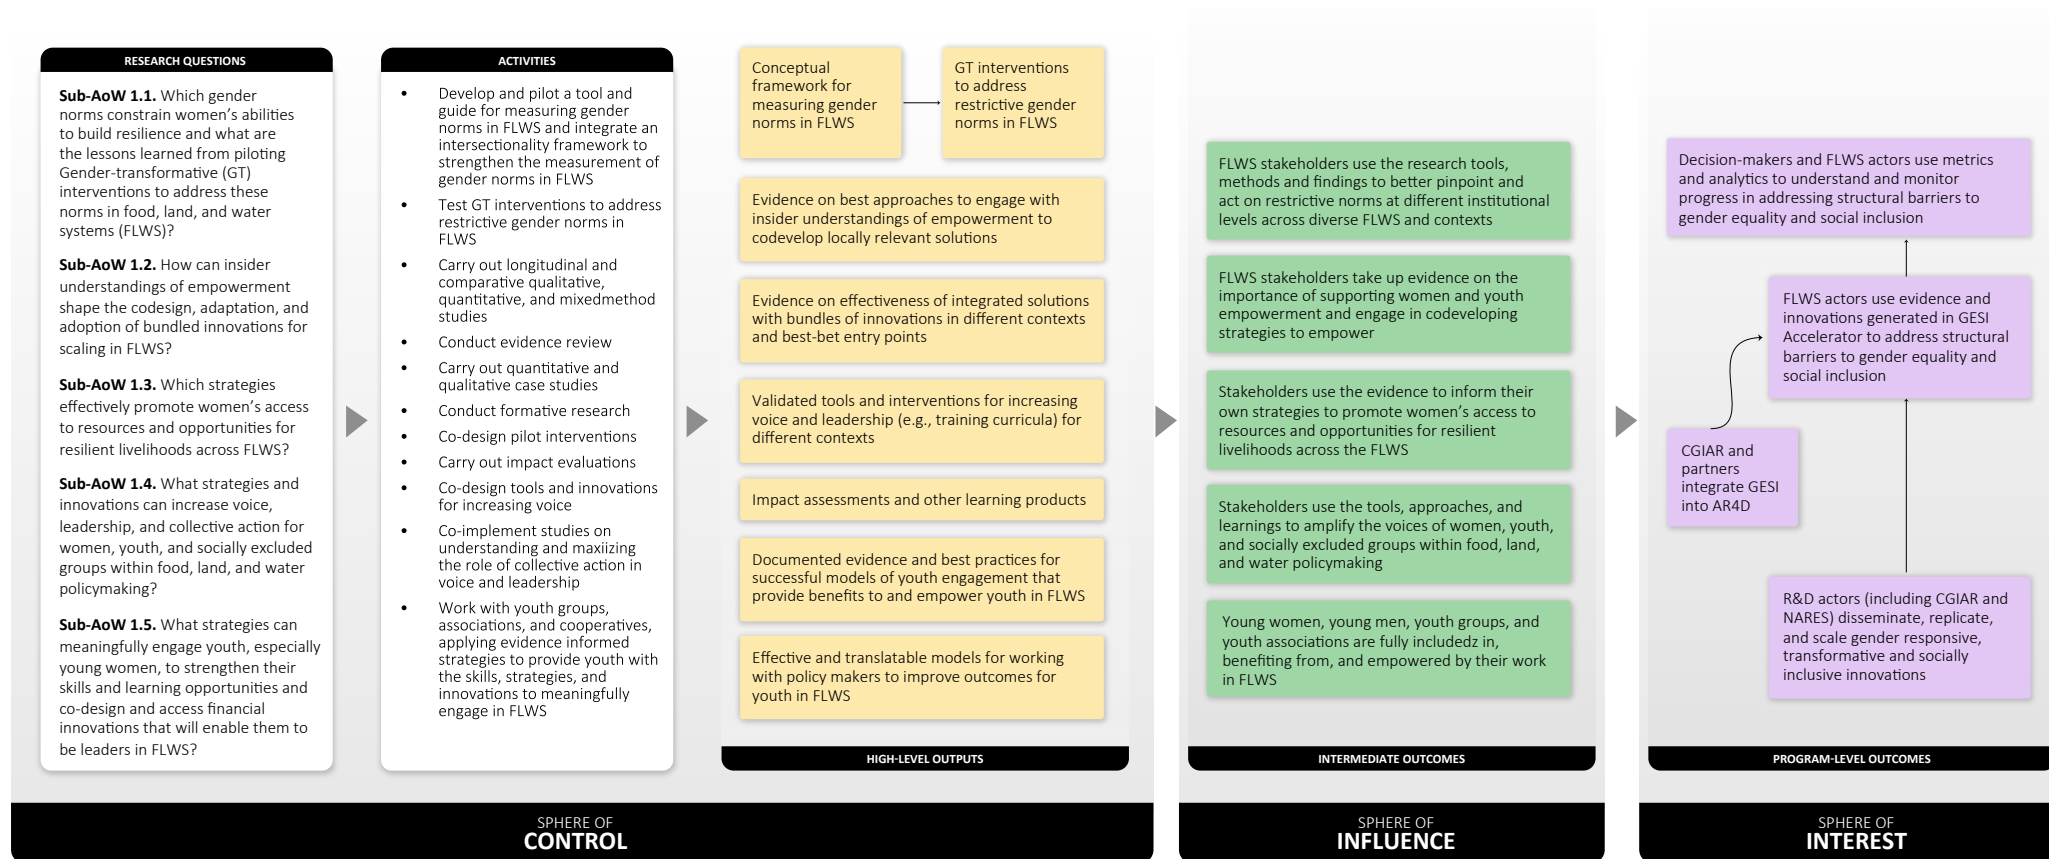 RESEARCH QUESTIONS
Sub-AoW 1.1. Which gender
norms constrain women's abilities
to build resilience and what are
the lessons learned from piloting
Gender-transformative (GT)
interventions to address these
norms in food, land, and water
systems (FLWS)?
Sub-AoW 1.2. How can insider
understandings of empowerment
shape the codesign, adaptation, and
adoption of bundled innovations for
scaling in FLWS?
Sub-AoW 1.3. Which strategies
effectively promote women's access
to resources and opportunities for
resilient livelihoods across FLWS?
Sub-AoW 1.4. What strategies and
innovations can increase voice,
leadership, and collective action for
women, youth, and socially excluded
groups within food, land, and water
policymaking?
Sub-AoW 1.5. What strategies can
meaningfully engage youth, especially
young women, to strengthen their
skills and learning opportunities and
co-design and access financial
innovations that will enable them to
be leaders in FLWS?
ACTIVITIES
• Develop and pilot a tool and
guide for measuring gender
norms in FLWS and integrate an
intersectionality framework to
strengthen the measurement of
gender norms in FLWS
• Test GT interventions to address
restrictive gender norms in
FLWS
• Carry out longitudinal and
comparative qualitative,
quantitative, and mixedmethod
studies
• Conduct evidence review
• Carry out quantitative and
qualitative case studies
• Conduct formative research
• Co-design pilot interventions
• Carry out impact evaluations
• Co-design tools and innovations
for increasing voice
• Co-implement studies on
understanding and maxiizing
the role of collective action in
voice and leadership
• Work with youth groups,
associations, and cooperatives,
applying evidence informed
strategies to provide youth with
the skills, strategies, and
innovations to meaningfully
engage in FLWS
Conceptual
framework for
measuring gender
norms in FLWS
GT interventions
to address
restrictive gender
norms in FLWS
Evidence on best approaches to engage with
insider understandings of empowerment to
codevelop locally relevant solutions
Evidence on effectiveness of integrated solutions
with bundles of innovations in different contexts
and best-bet entry points
Validated tools and interventions for increasing
voice and leadership (e.g., training curricula) for
different contexts
Impact assessments and other learning products
Documented evidence and best practices for
successful models of youth engagement that
provide benefits to and empower youth in FLWS
Effective and translatable models for working
with policy makers to improve outcomes for
youth in FLWS
HIGH-LEVEL OUTPUTS
SPHERE OF
CONTROL
FLWS stakeholders use the research tools,
methods and findings to better pinpoint and
act on restrictive norms at different institutional
levels across diverse FLWS and contexts
FLWS stakeholders take up evidence on the
importance of supporting women and youth
empowerment and engage in codeveloping
strategies to empower
Stakeholders use the evidence to inform their
own strategies to promote women's access to
resources and opportunities for resilient
livelihoods across the FLWS
Stakeholders use the tools, approaches, and
learnings to amplify the voices of women, youth,
and socially excluded groups within food, land,
and water policymaking
Young women, young men, youth groups, and
youth associations are fully includedz in,
benefiting from, and empowered by their work
in FLWS
INTERMEDIATE OUTCOMES
SPHERE OF
INFLUENCE
Decision-makers and FLWS actors use metrics
and analytics to understand and monitor
progress in addressing structural barriers to
gender equality and social inclusion
FLWS actors use evidence and
innovations generated in GESI
Accelerator to address structural
barriers to gender equality and
social inclusion
CGIAR and
partners
integrate GESI
into AR4D
R&D actors (including CGIAR and
NARES) disseminate, replicate,
and scale gender responsive,
transformative and socially
inclusive innovations
PROGRAM-LEVEL OUTCOMES
SPHERE OF
INTEREST